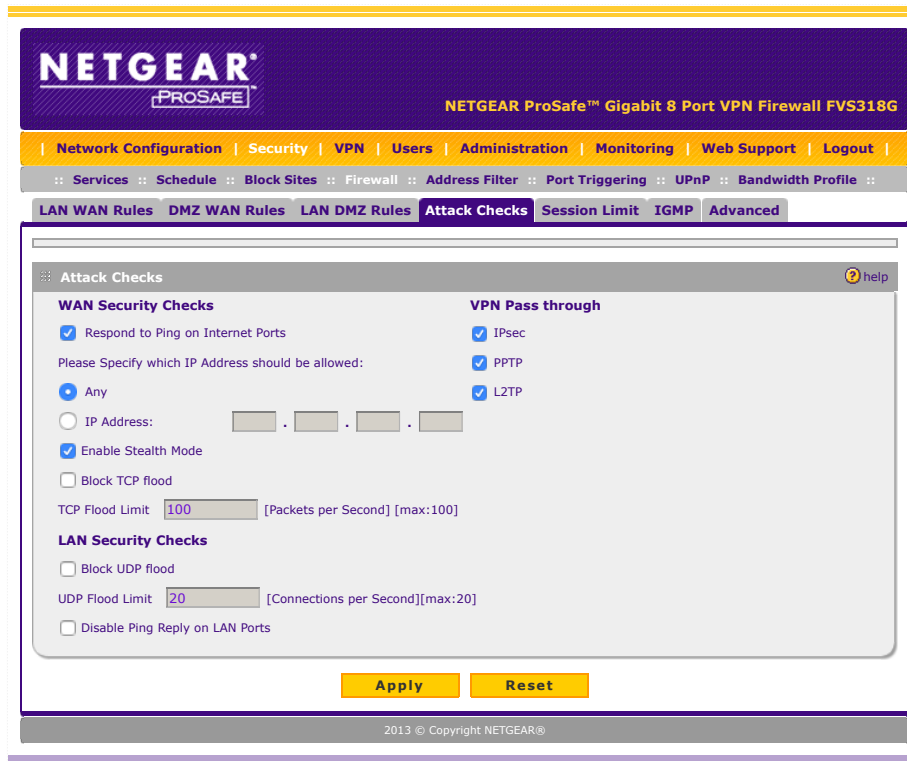 NETGEAR®
PROSAFE™
NETGEAR ProSafe™ Gigabit 8 Port VPN Firewall FVS318G
| Network Configuration | Security | VPN | Users | Administration | Monitoring | Web Support | Logout |
:: Services :: Schedule :: Block Sites :: Firewall :: Address Filter :: Port Triggering :: UPnP :: Bandwidth Profile ::
LAN WAN Rules DMZ WAN Rules LAN DMZ Rules Attack Checks Session Limit IGMP Advanced
Attack Checks
? help
WAN Security Checks
Respond to Ping on Internet Ports
Please Specify which IP Address should be allowed:
Any
IP Address: . . .
Enable Stealth Mode
Block TCP flood
TCP Flood Limit 100 [Packets per Second] [max:100]
LAN Security Checks
Block UDP flood
UDP Flood Limit 20 [Connections per Second][max:20]
Disable Ping Reply on LAN Ports
VPN Pass through
IPsec
PPTP
L2TP
Apply Reset
2013 © Copyright NETGEAR®